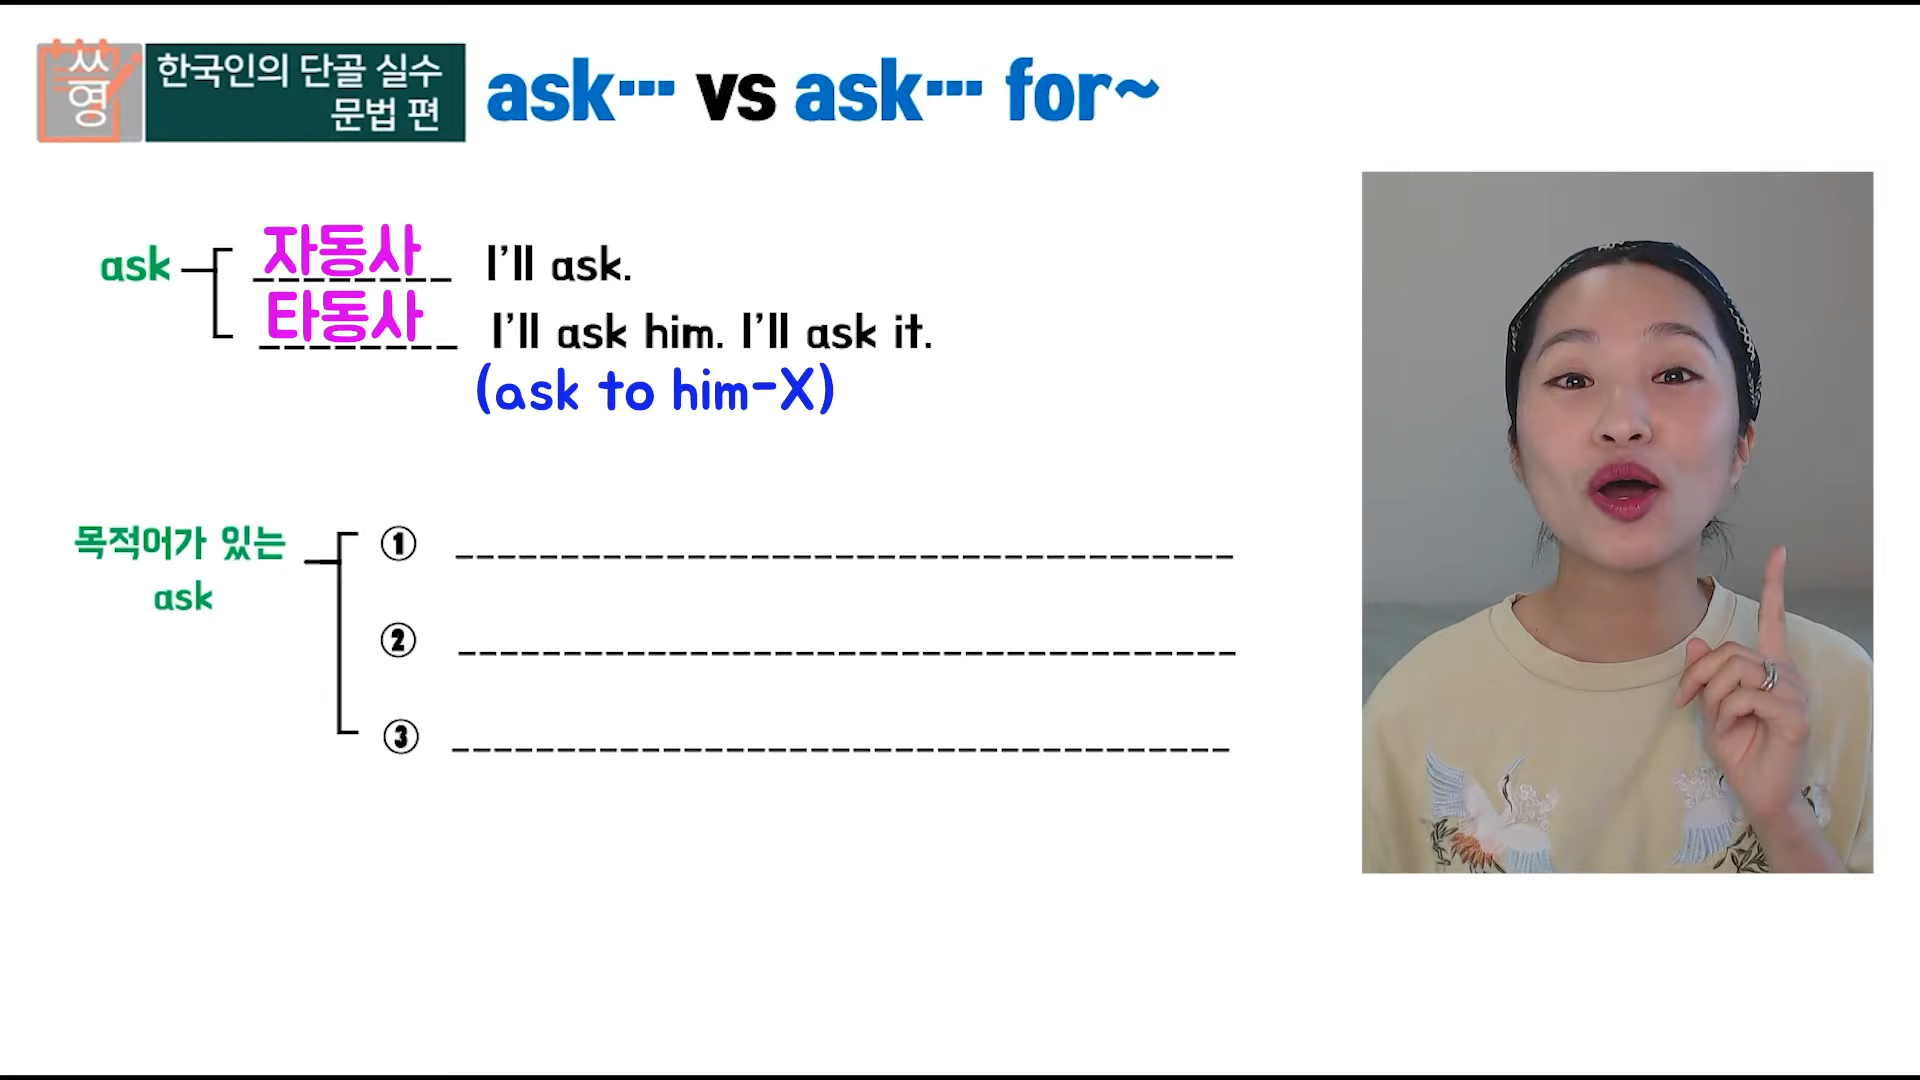 쓰
영
한국인의 단골 실수
문법 편
ask··· vs ask··· for~
ask
자동사 I'll ask.
타동사 I'll ask him. I'll ask it.
(ask to him-X)
목적어가 있는
ask
①
②
③